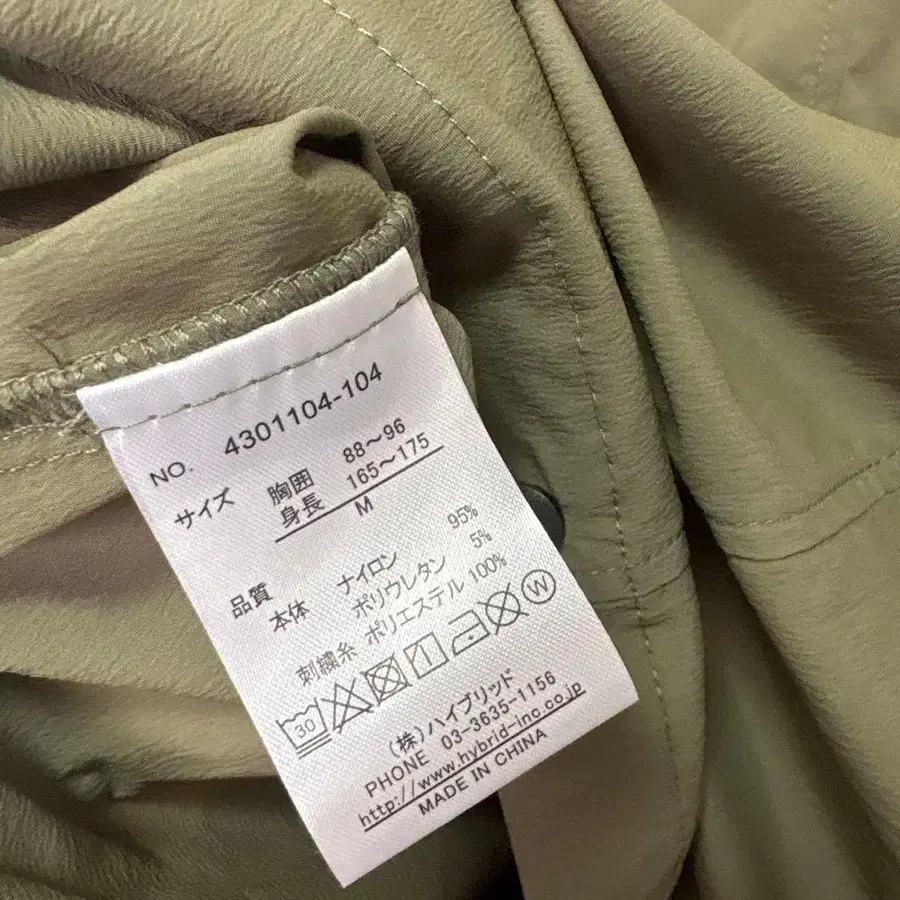 NO. 4301104-104
サイズ 胸囲 88～96
身長 165～175
M
品質 本体 ナイロン 95%
ポリウレタン 5%
刺繍糸 ポリエステル 100%
30 W
(株)ハイブリッド
PHONE 03-3635-1156
http://www.hybrid-inc.co.jp
MADE IN CHINA